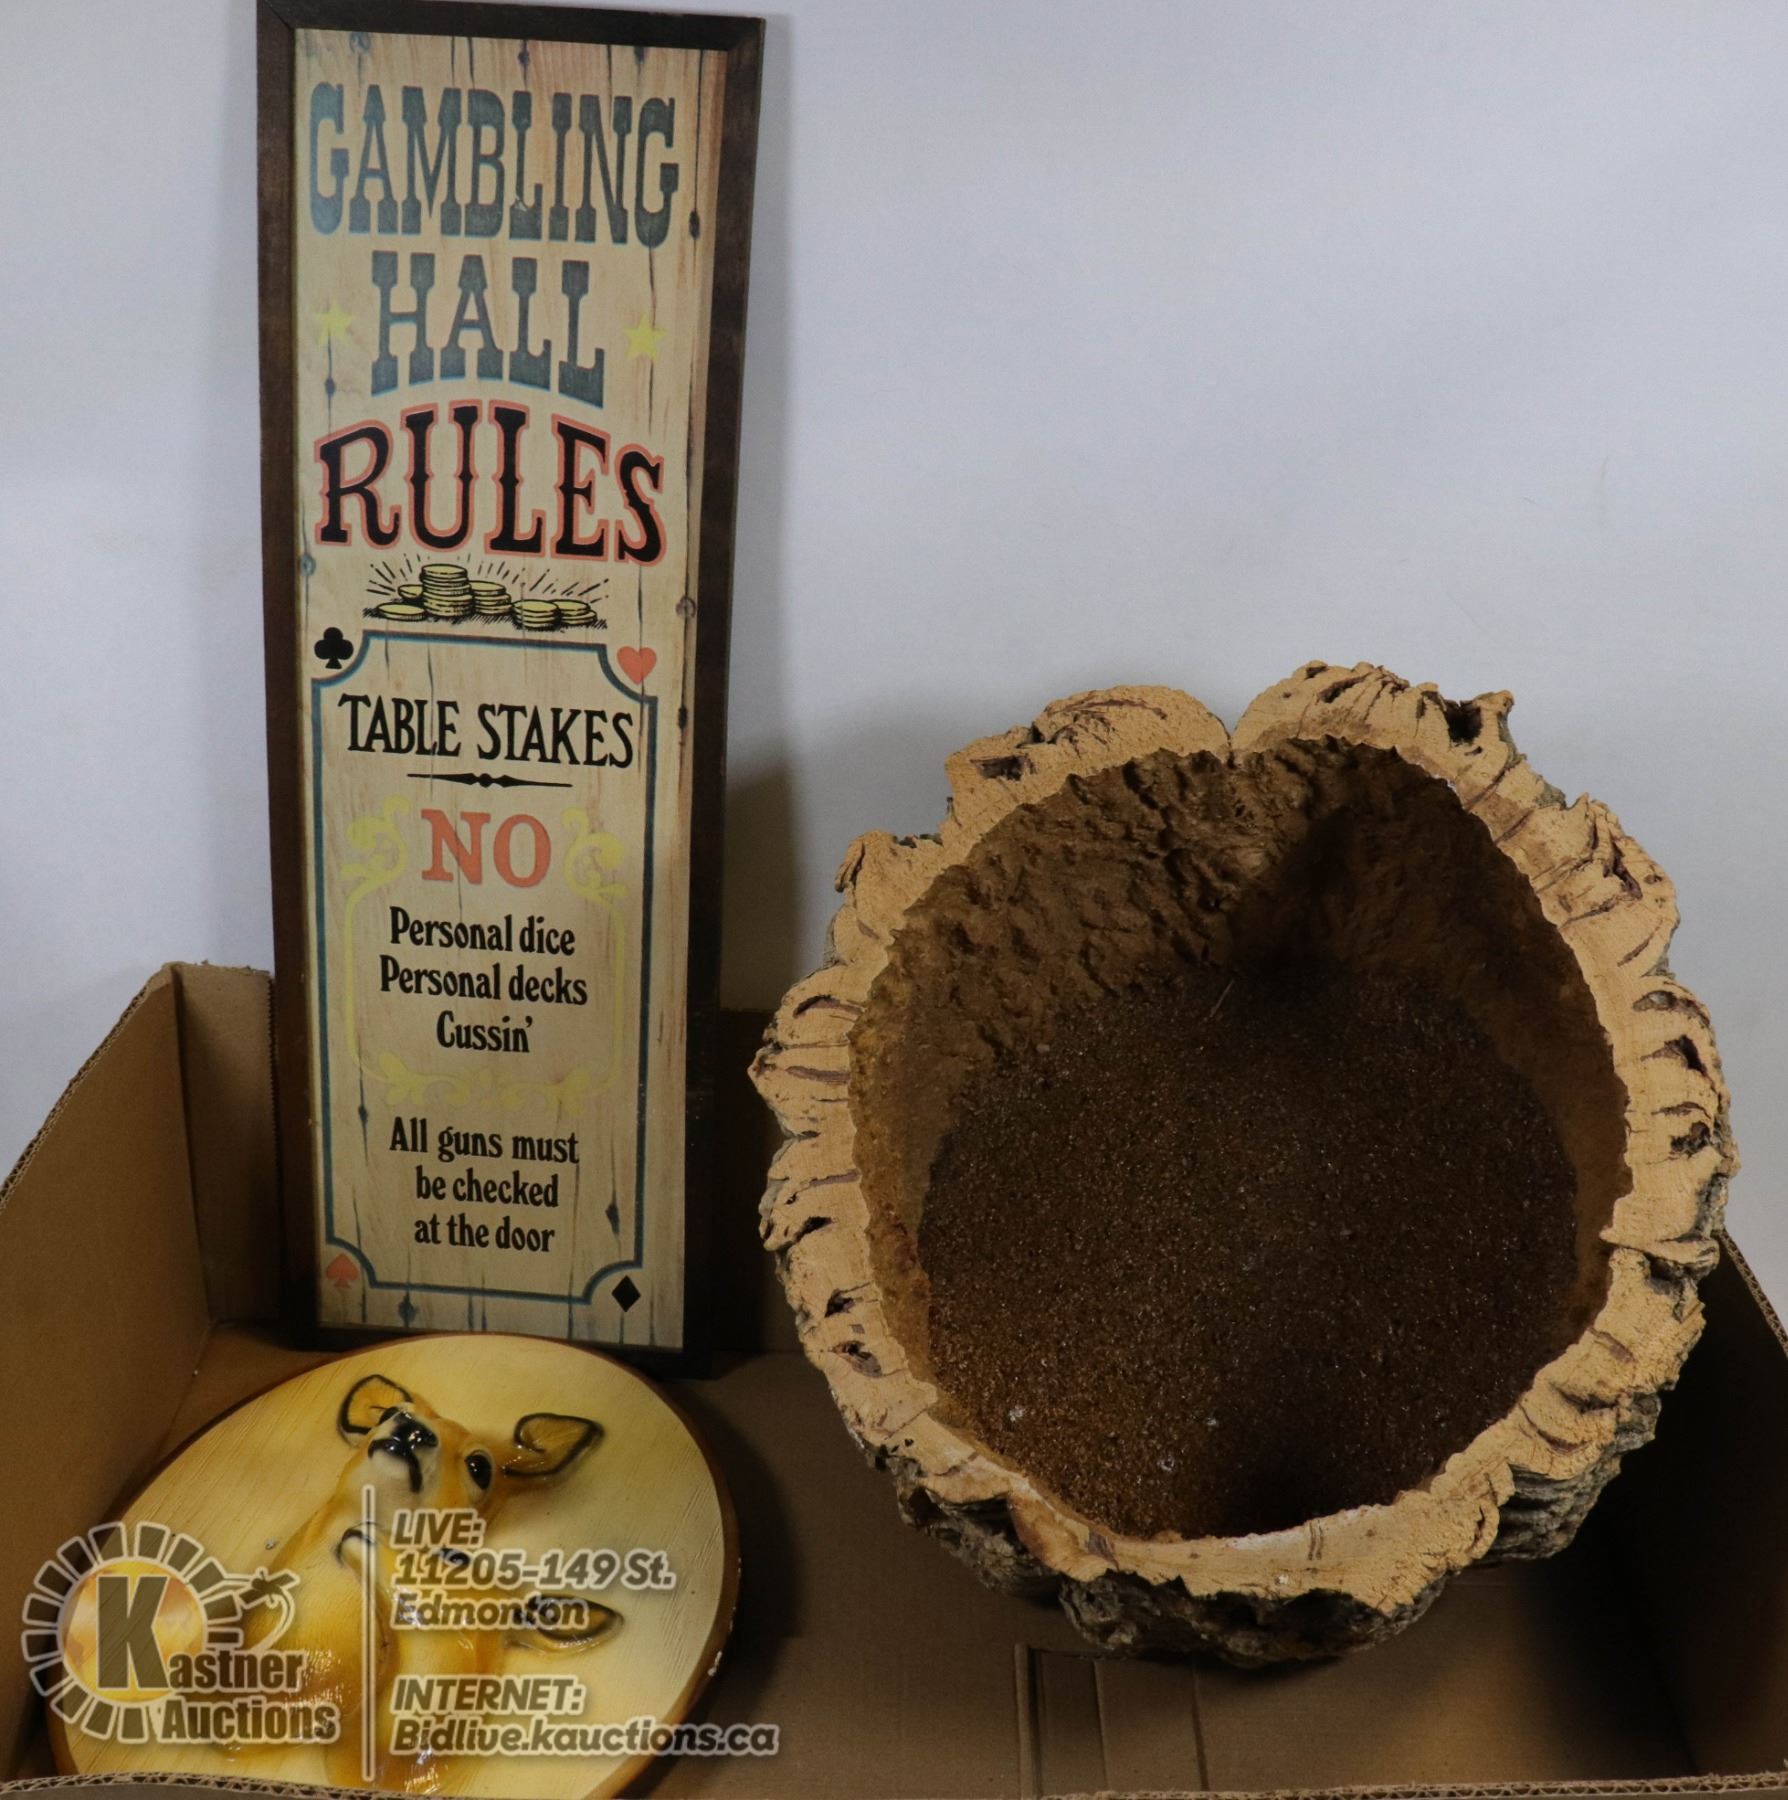 GAMBLING
HALL
RULES
TABLE STAKES
NO
Personal dice
Personal decks
Cussin'
All guns must
be checked
at the door
Kastner
Auctions
LIVE:
11205-149 St.
Edmonton
INTERNET:
Bidlive.kauctions.ca